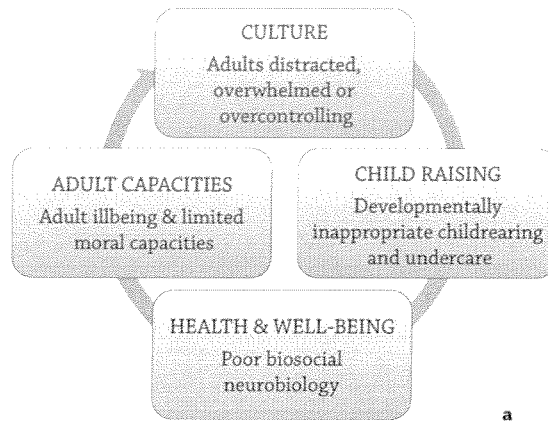 CULTURE
Adults distracted,
overwhelmed or
overcontrolling
ADULT CAPACITIES
Adult illbeing & limited
moral capacities
CHILD RAISING
Developmentally
inappropriate childrearing
and undercare
HEALTH & WELL-BEING
Poor biosocial
neurobiology
a